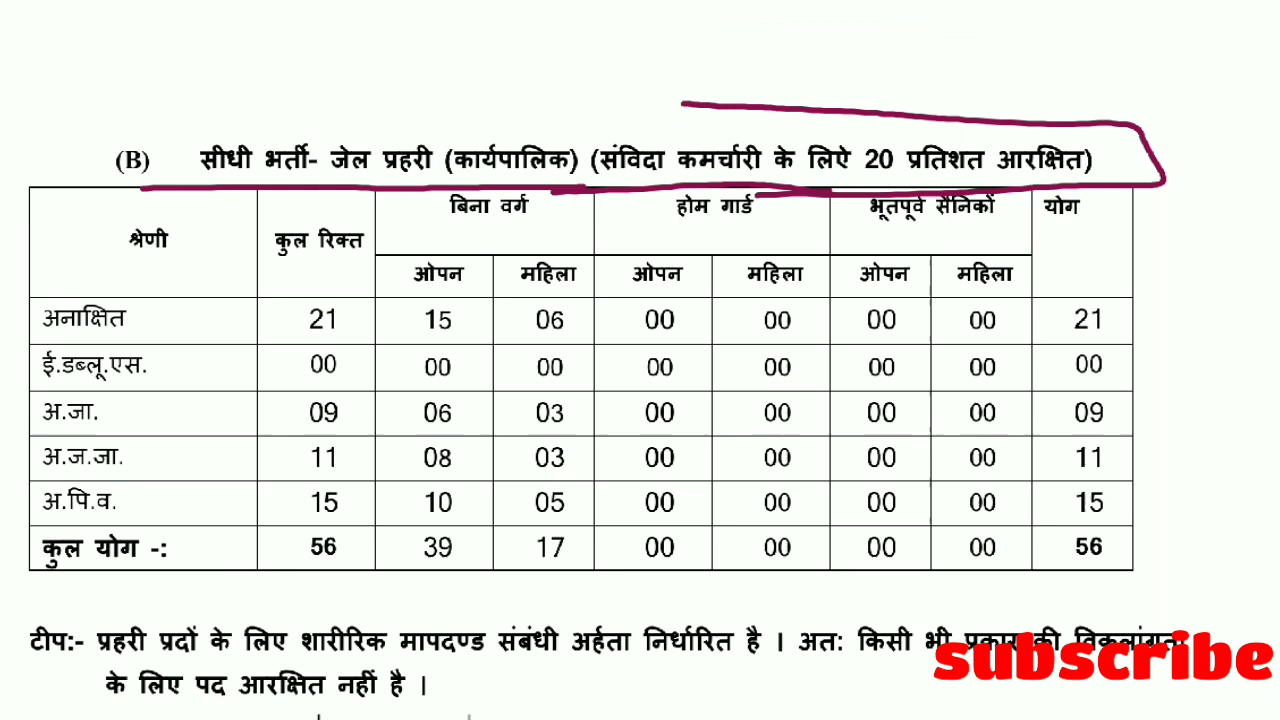 (B) सीधी भर्ती- जेल प्रहरी (कार्यपालिक) (संविदा कमर्चारी के लिऐ 20 प्रतिशत आरक्षित)
श्रेणी कुल रिक्त बिना वर्ग होम गार्ड भूतपूर्व सैनिकों योग
ओपन महिला ओपन महिला ओपन महिला
अनाक्षित 21 15 06 00 00 00 00 21
ई.डब्लू.एस. 00 00 00 00 00 00 00 00
अ.जा. 09 06 03 00 00 00 00 09
अ.ज.जा. 11 08 03 00 00 00 00 11
अ.पि.व. 15 10 05 00 00 00 00 15
कुल योग -: 56 39 17 00 00 00 00 56
टीप:- प्रहरी प्रदों के लिए शारीरिक मापदण्ड संबंधी अर्हता निर्धारित है । अत: किसी भी प्रकार की विकलांगता
के लिए पद आरक्षित नहीं है ।
subscribe